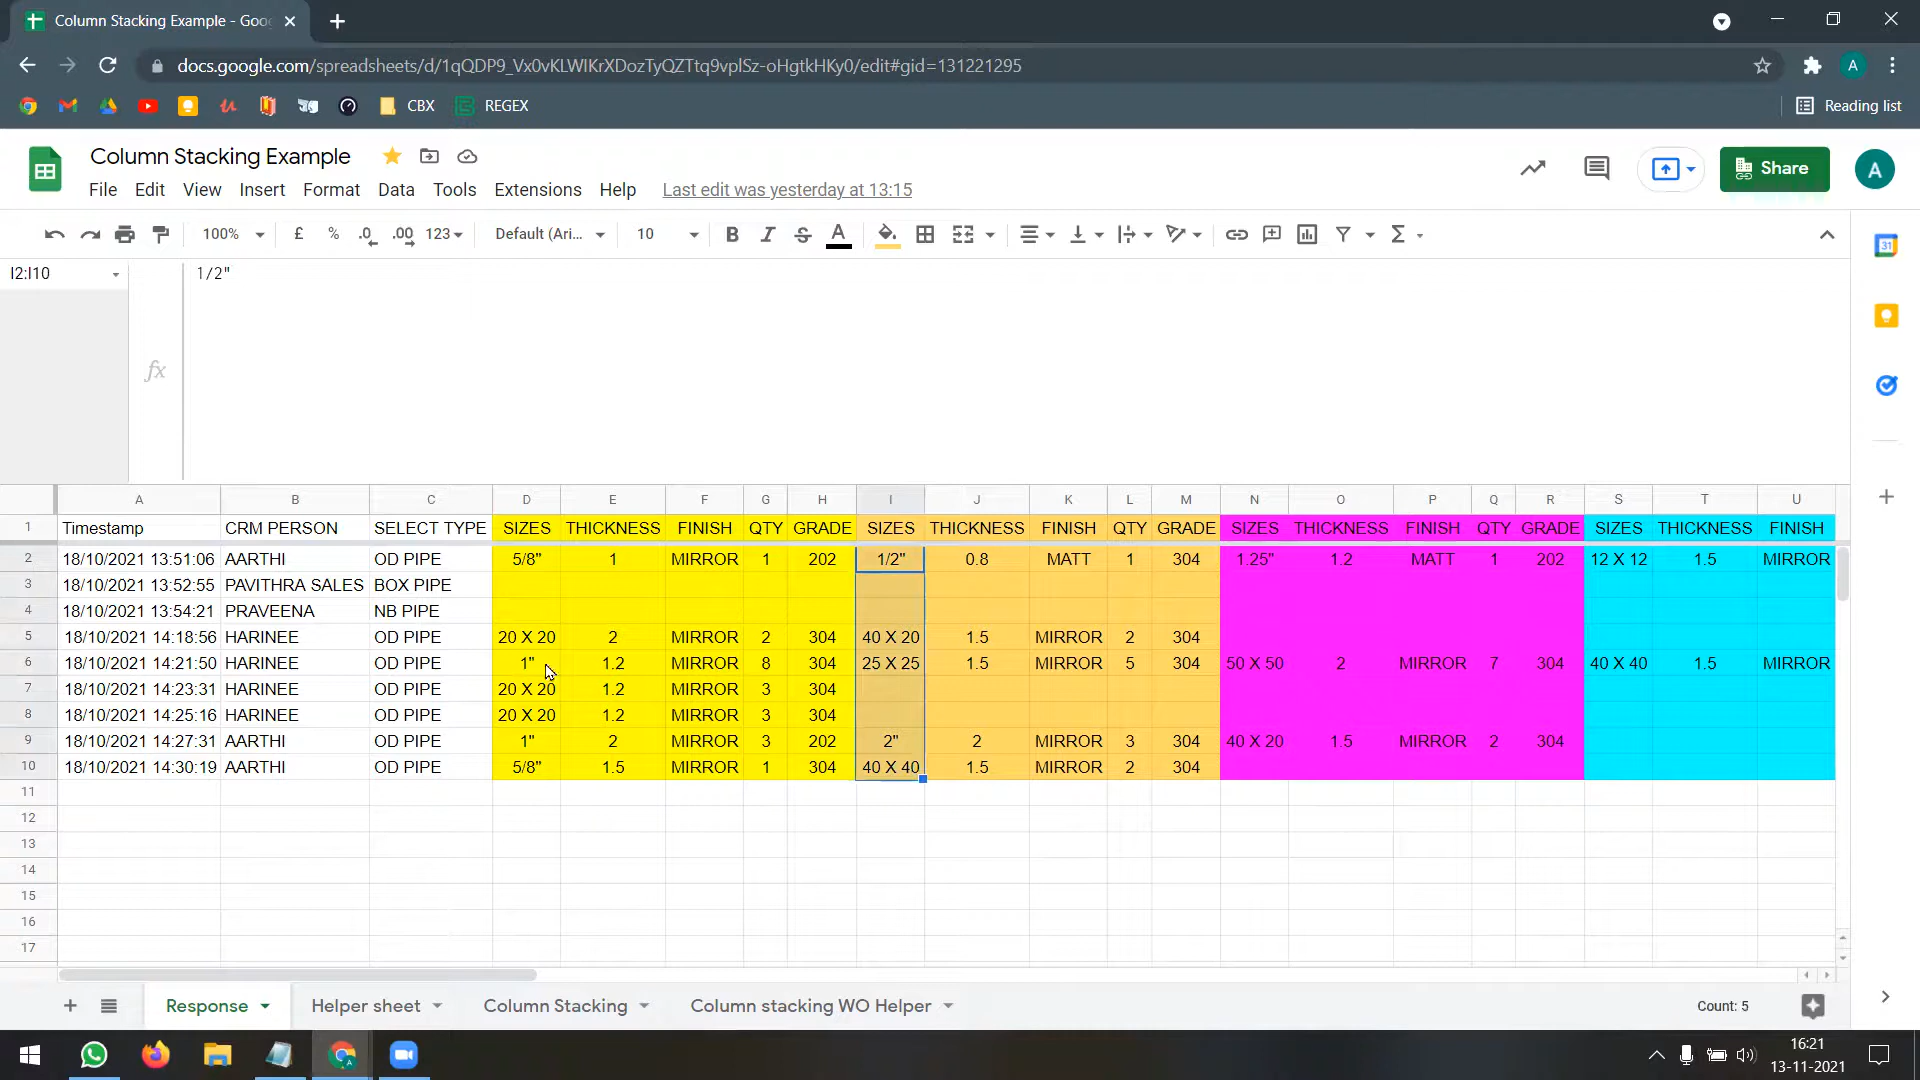 Column Stacking Example - Goo
docs.google.com/spreadsheets/d/1qQDP9_Vx0vKLWIKrXDozTyQZTtq9vplSz-oHgtkHKy0/edit#gid=131221295
A
CBX
REGEX
Reading list
Column Stacking Example
File Edit View Insert Format Data Tools Extensions Help Last edit was yesterday at 13:15
Share
A
100% £ % .0 .00 123 Default (Ari... 10 B I S A Σ
31
I2:I10
fx
1/2"
A B C D E F G H I J K L M N O P Q R S T U
1 Timestamp CRM PERSON SELECT TYPE SIZES THICKNESS FINISH QTY GRADE SIZES THICKNESS FINISH QTY GRADE SIZES THICKNESS FINISH QTY GRADE SIZES THICKNESS FINISH
2 18/10/2021 13:51:06 AARTHI OD PIPE 5/8" 1 MIRROR 1 202 1/2" 0.8 MATT 1 304 1.25" 1.2 MATT 1 202 12 X 12 1.5 MIRROR
3 18/10/2021 13:52:55 PAVITHRA SALES BOX PIPE
4 18/10/2021 13:54:21 PRAVEENA NB PIPE
5 18/10/2021 14:18:56 HARINEE OD PIPE 20 X 20 2 MIRROR 2 304 40 X 20 1.5 MIRROR 2 304
6 18/10/2021 14:21:50 HARINEE OD PIPE 1" 1.2 MIRROR 8 304 25 X 25 1.5 MIRROR 5 304 50 X 50 2 MIRROR 7 304 40 X 40 1.5 MIRROR
7 18/10/2021 14:23:31 HARINEE OD PIPE 20 X 20 1.2 MIRROR 3 304
8 18/10/2021 14:25:16 HARINEE OD PIPE 20 X 20 1.2 MIRROR 3 304
9 18/10/2021 14:27:31 AARTHI OD PIPE 1" 2 MIRROR 3 202 2" 2 MIRROR 3 304 40 X 20 1.5 MIRROR 2 304
10 18/10/2021 14:30:19 AARTHI OD PIPE 5/8" 1.5 MIRROR 1 304 40 X 40 1.5 MIRROR 2 304
11
12
13
14
15
16
17
Response Helper sheet Column Stacking Column stacking WO Helper Count: 5
16:21
13-11-2021